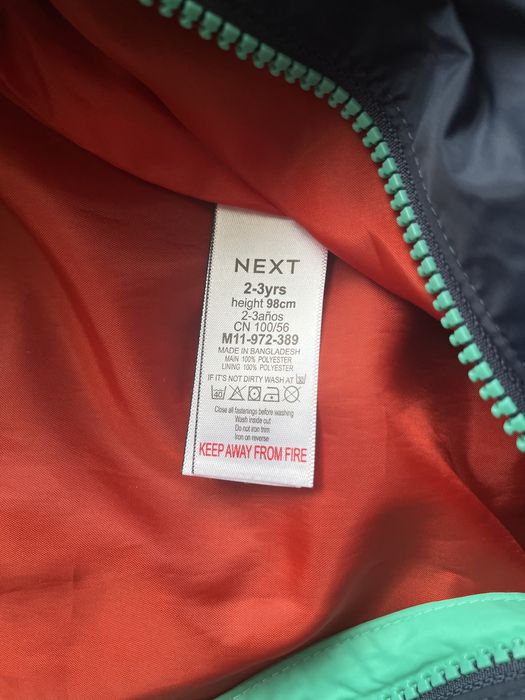 NEXT
2-3yrs
height 98cm
2-3años
CN 100/56
M11-972-389
MADE IN BANGLADESH
MAIN 100% POLYESTER
LINING 100% POLYESTER
IF IT'S NOT DIRTY WASH AT 30
40
Close all fastenings before washing
Wash inside out
Do not iron trim
Iron on reverse
KEEP AWAY FROM FIRE